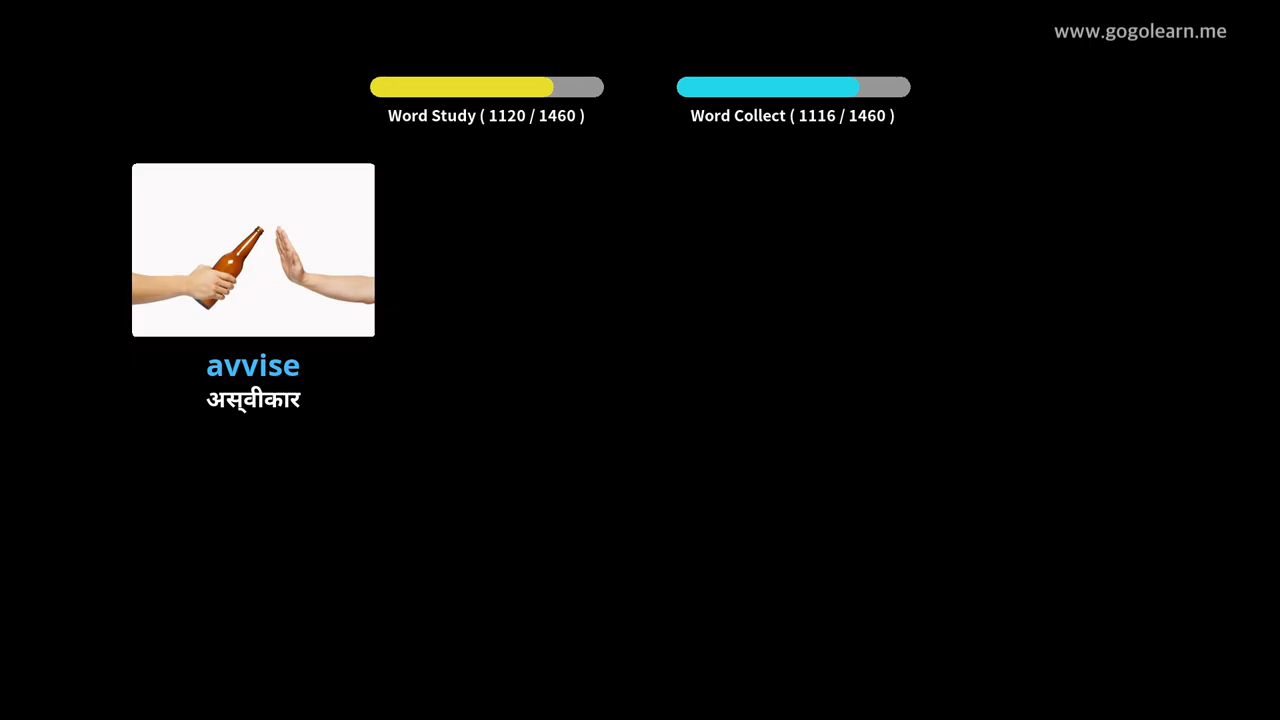 www.gogolearn.me
Word Study ( 1120 / 1460 )
Word Collect ( 1116 / 1460 )
avvise
अस्वीकार